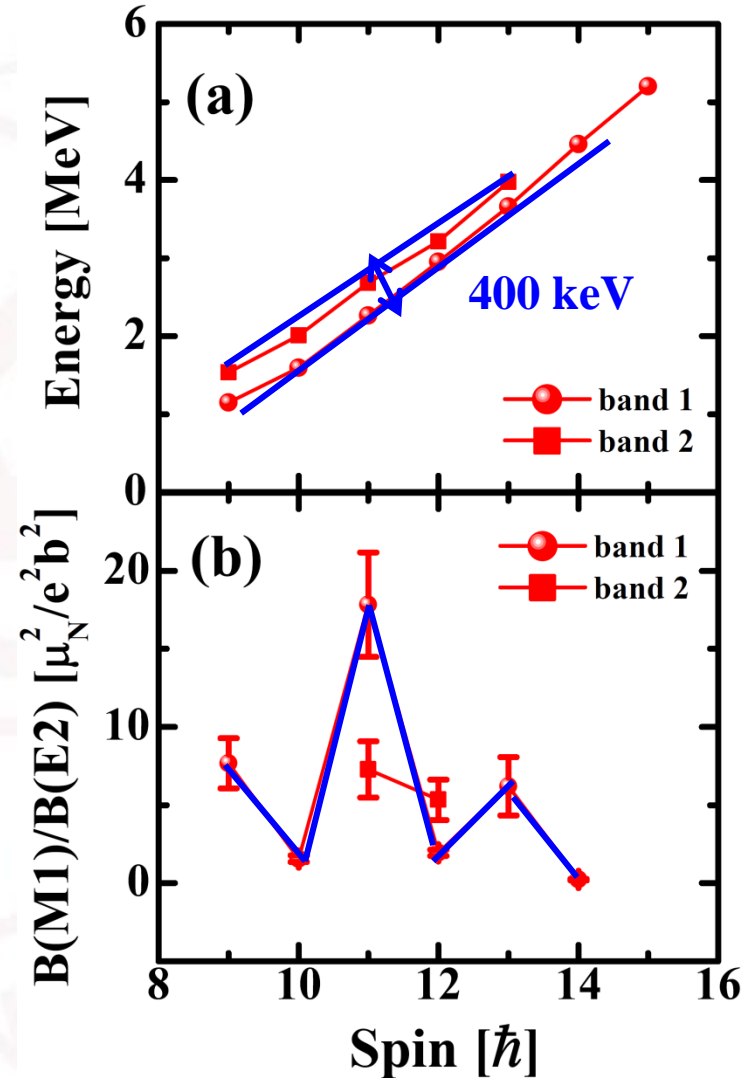 (a)
Energy [MeV]
6
4
2
0
400 keV
band 1
band 2
(b)
B(M1)/B(E2) [μ²N/e²b²]
20
10
0
band 1
band 2
8 10 12 14 16
Spin [ℏ]